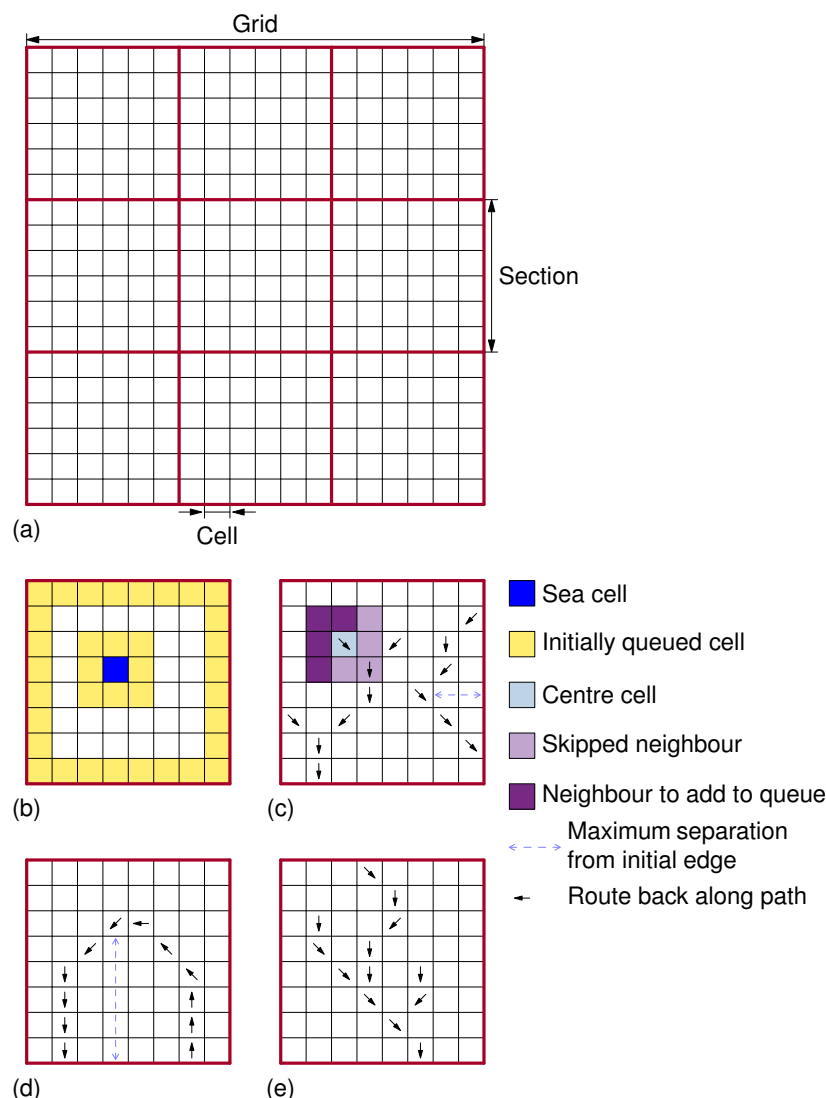 Grid
Section
(a)
Cell
Sea cell
Initially queued cell
Centre cell
Skipped neighbour
Neighbour to add to queue
Maximum separation
from initial edge
Route back along path
(b)
(c)
(d)
(e)